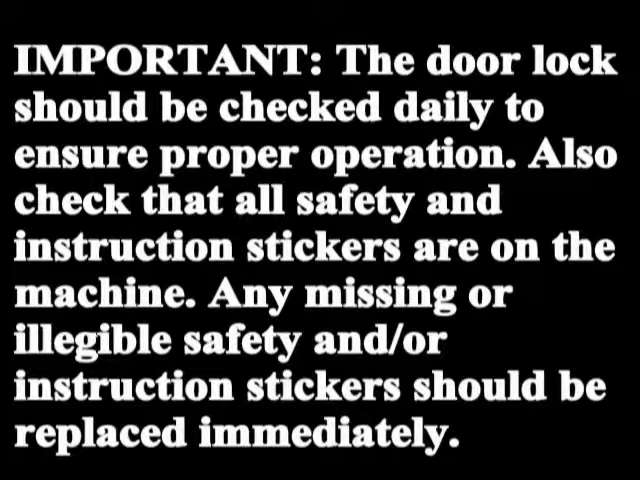 IMPORTANT: The door lock
should be checked daily to
ensure proper operation. Also
check that all safety and
instruction stickers are on the
machine. Any missing or
illegible safety and/or
instruction stickers should be
replaced immediately.